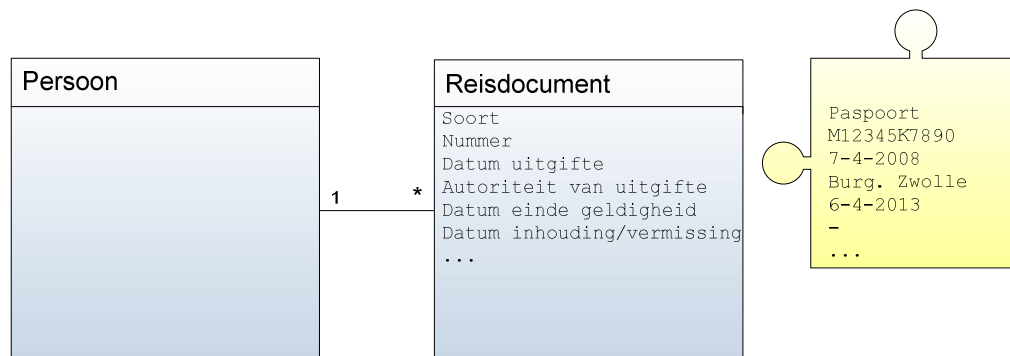 Persoon
1
*
Reisdocument
Soort
Nummer
Datum uitgifte
Autoriteit van uitgifte
Datum einde geldigheid
Datum inhouding/vermissing
...
Paspoort
M12345K7890
7-4-2008
Burg. Zwolle
6-4-2013
-
...